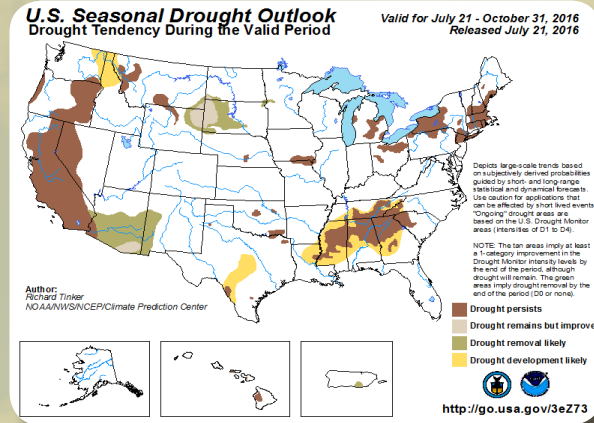 U.S. Seasonal Drought Outlook
Drought Tendency During the Valid Period
Valid for July 21 - October 31, 2016
Released July 21, 2016
Depicts large-scale trends based
on subjectively derived probabilities
guided by short- and long-range
statistical and dynamical forecasts.
Use caution for applications that
can be affected by short lived events.
"Ongoing" drought areas are
based on the U.S. Drought Monitor
areas (intensities of D1 to D4).
NOTE: The tan areas imply at least
a 1-category improvement in the
Drought Monitor intensity levels by
the end of the period, although
drought will remain. The green
areas imply drought removal by the
end of the period (D0 or none).
Author:
Richard Tinker
NOAA/NWS/NCEP/Climate Prediction Center
Drought persists
Drought remains but improve
Drought removal likely
Drought development likely
http://go.usa.gov/3eZ73